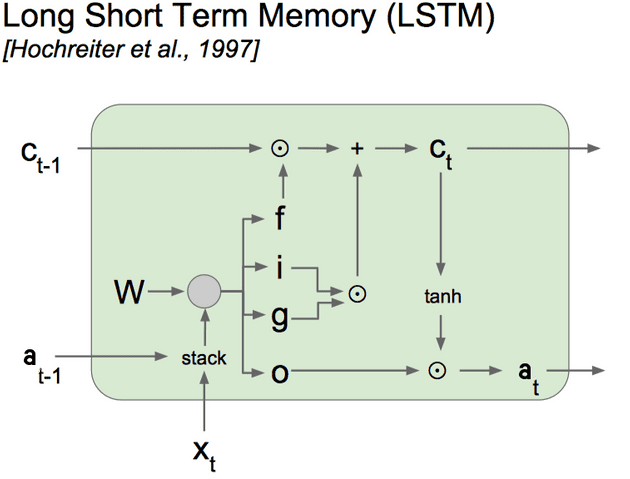 Long Short Term Memory (LSTM)
[Hochreiter et al., 1997]
c t-1
⊙
+
c t
f
i
W
⊙
tanh
g
a t-1
stack
o
⊙
a t
x t